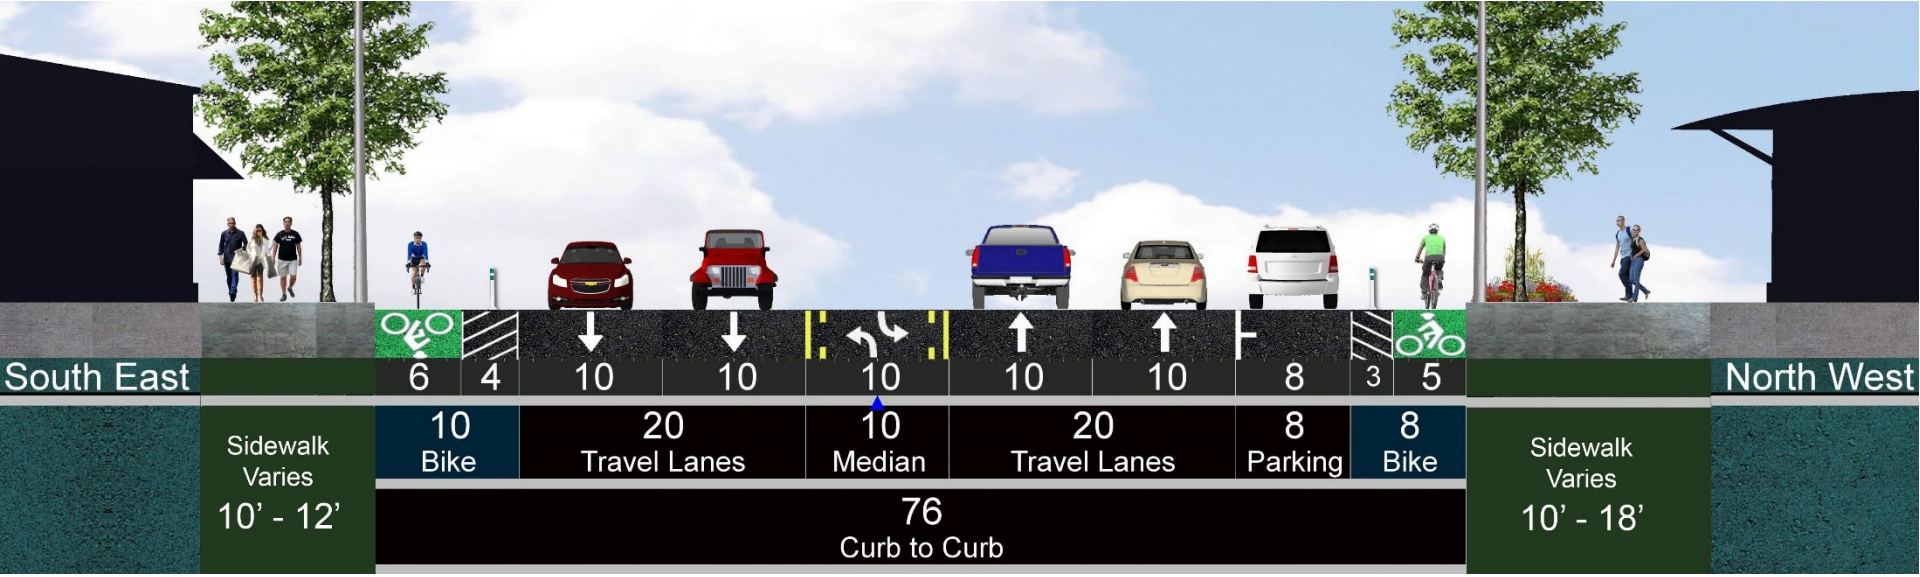 South East
6
4
10
10
10
10
10
8
3
5
North West
10
Bike
20
Travel Lanes
10
Median
20
Travel Lanes
8
Parking
8
Bike
Sidewalk
Varies
10’ - 12’
Sidewalk
Varies
10’ - 18’
76
Curb to Curb